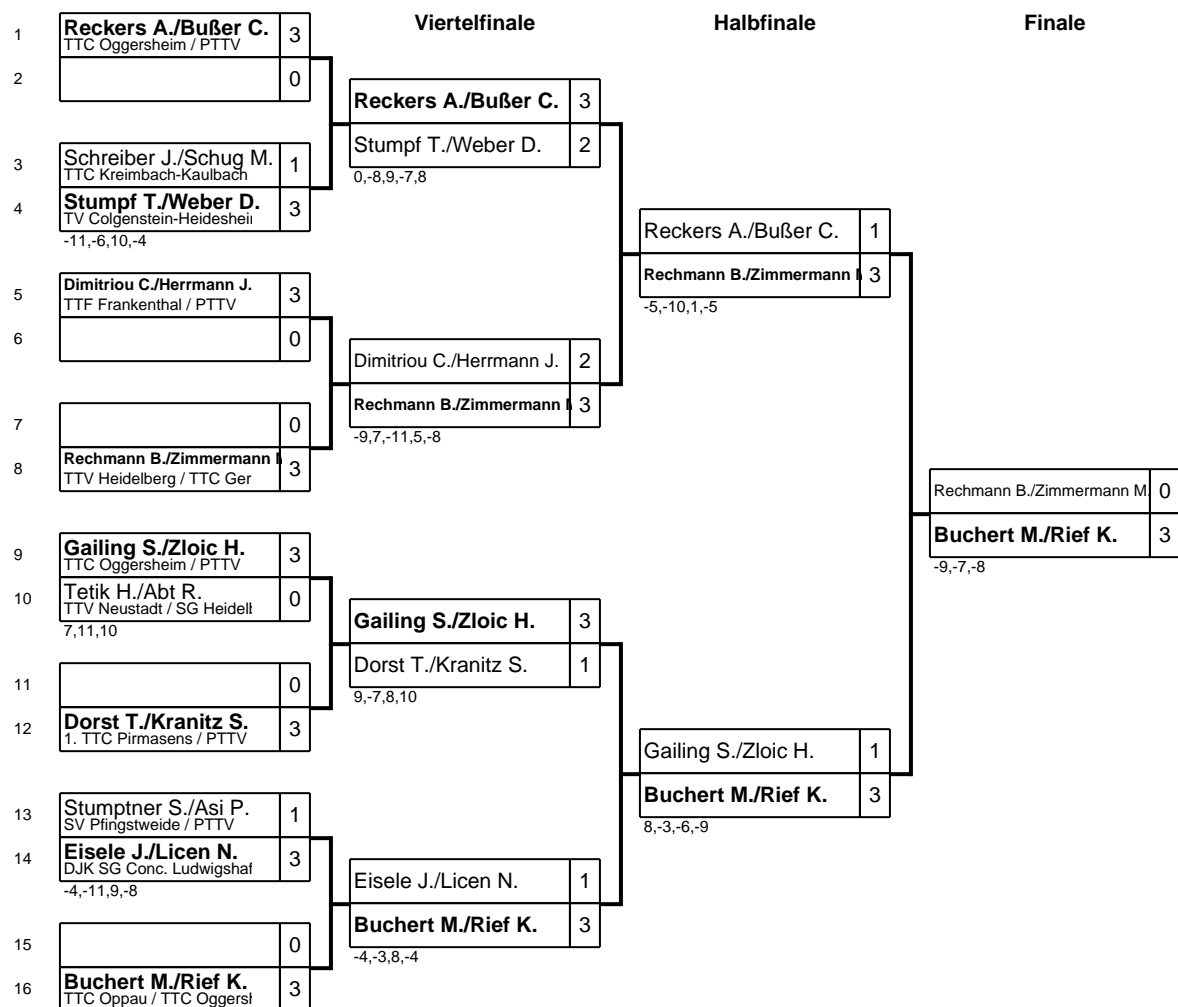 Viertelfinale
Halbfinale
Finale
1
Reckers A./Bußer C.
3
TTC Oggersheim / PTTV
2
0
3
Schreiber J./Schug M.
1
TTC Kreimbach-Kaulbach
4
Stumpf T./Weber D.
3
TV Colgenstein-Heideshei
-11,-6,10,-4
5
Dimitriou C./Herrmann J.
3
TTF Frankenthal / PTTV
6
0
7
0
8
Rechmann B./Zimmermann
3
TTV Heidelberg / TTC Ger
9
Gailing S./Zloic H.
3
TTC Oggersheim / PTTV
10
Tetik H./Abt R.
0
TTV Neustadt / SG Heidel
7,11,10
11
0
12
Dorst T./Kranitz S.
3
1. TTC Pirmasens / PTTV
13
Stumptner S./Asi P.
1
SV Pfingstweide / PTTV
14
Eisele J./Licen N.
3
DJK SG Conc. Ludwigshaf
-4,-11,9,-8
15
0
16
Buchert M./Rief K.
3
TTC Oppau / TTC Oggers
Reckers A./Bußer C.
3
Stumpf T./Weber D.
2
0,-8,9,-7,8
Dimitriou C./Herrmann J.
2
Rechmann B./Zimmermann
3
-9,7,-11,5,-8
Gailing S./Zloic H.
3
Dorst T./Kranitz S.
1
9,-7,8,10
Eisele J./Licen N.
1
Buchert M./Rief K.
3
-4,-3,8,-4
Reckers A./Bußer C.
1
Rechmann B./Zimmermann
3
-5,-10,1,-5
Gailing S./Zloic H.
1
Buchert M./Rief K.
3
8,-3,-6,-9
Rechmann B./Zimmermann M.
0
Buchert M./Rief K.
3
-9,-7,-8